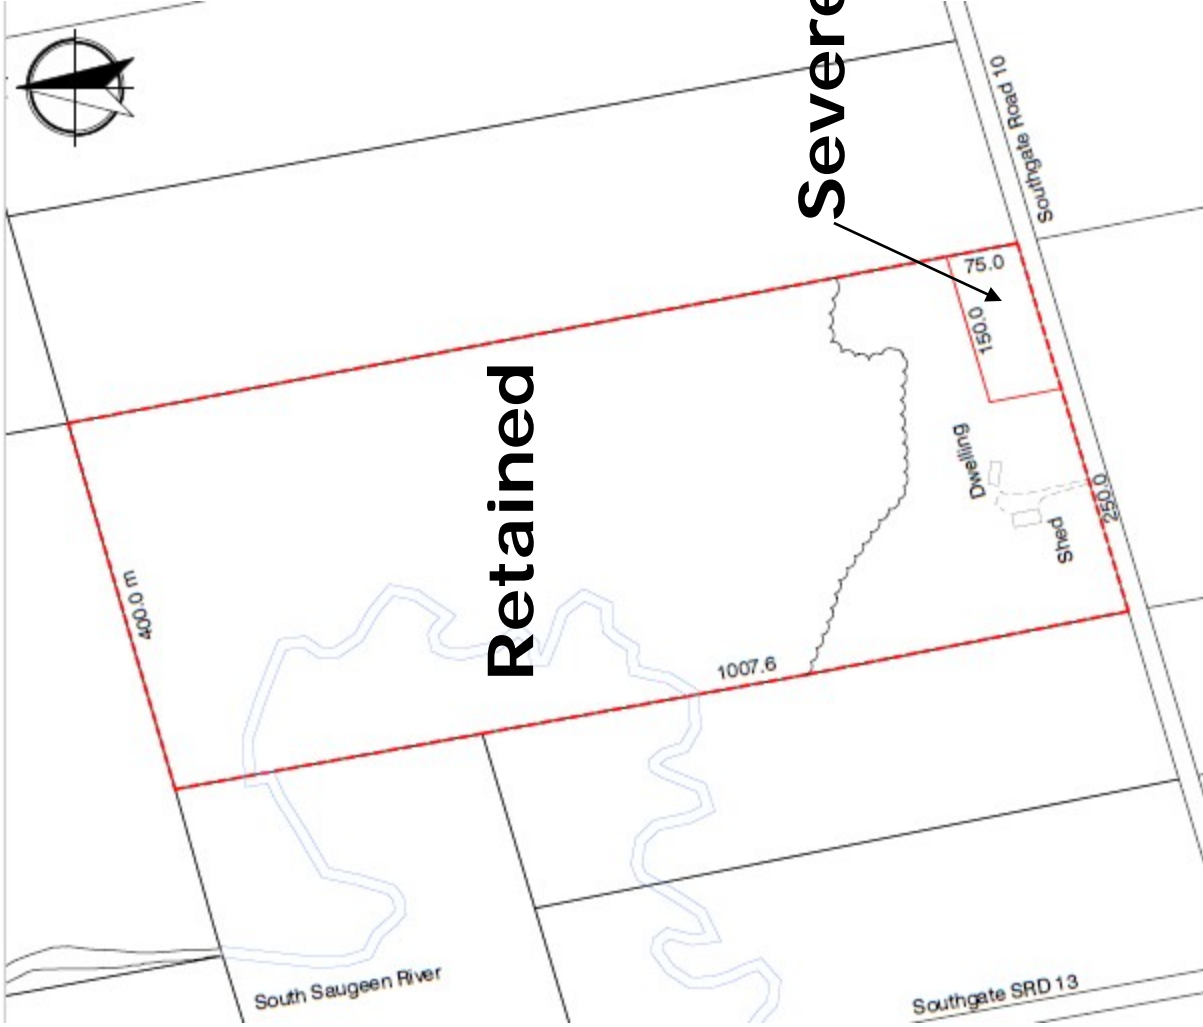 Severe
Southgate Road 10
75.0
150.0
Retained
Dwelling
250.0
Shed
400.0 m
1007.6
South Saugeen River
Southgate SRD 13